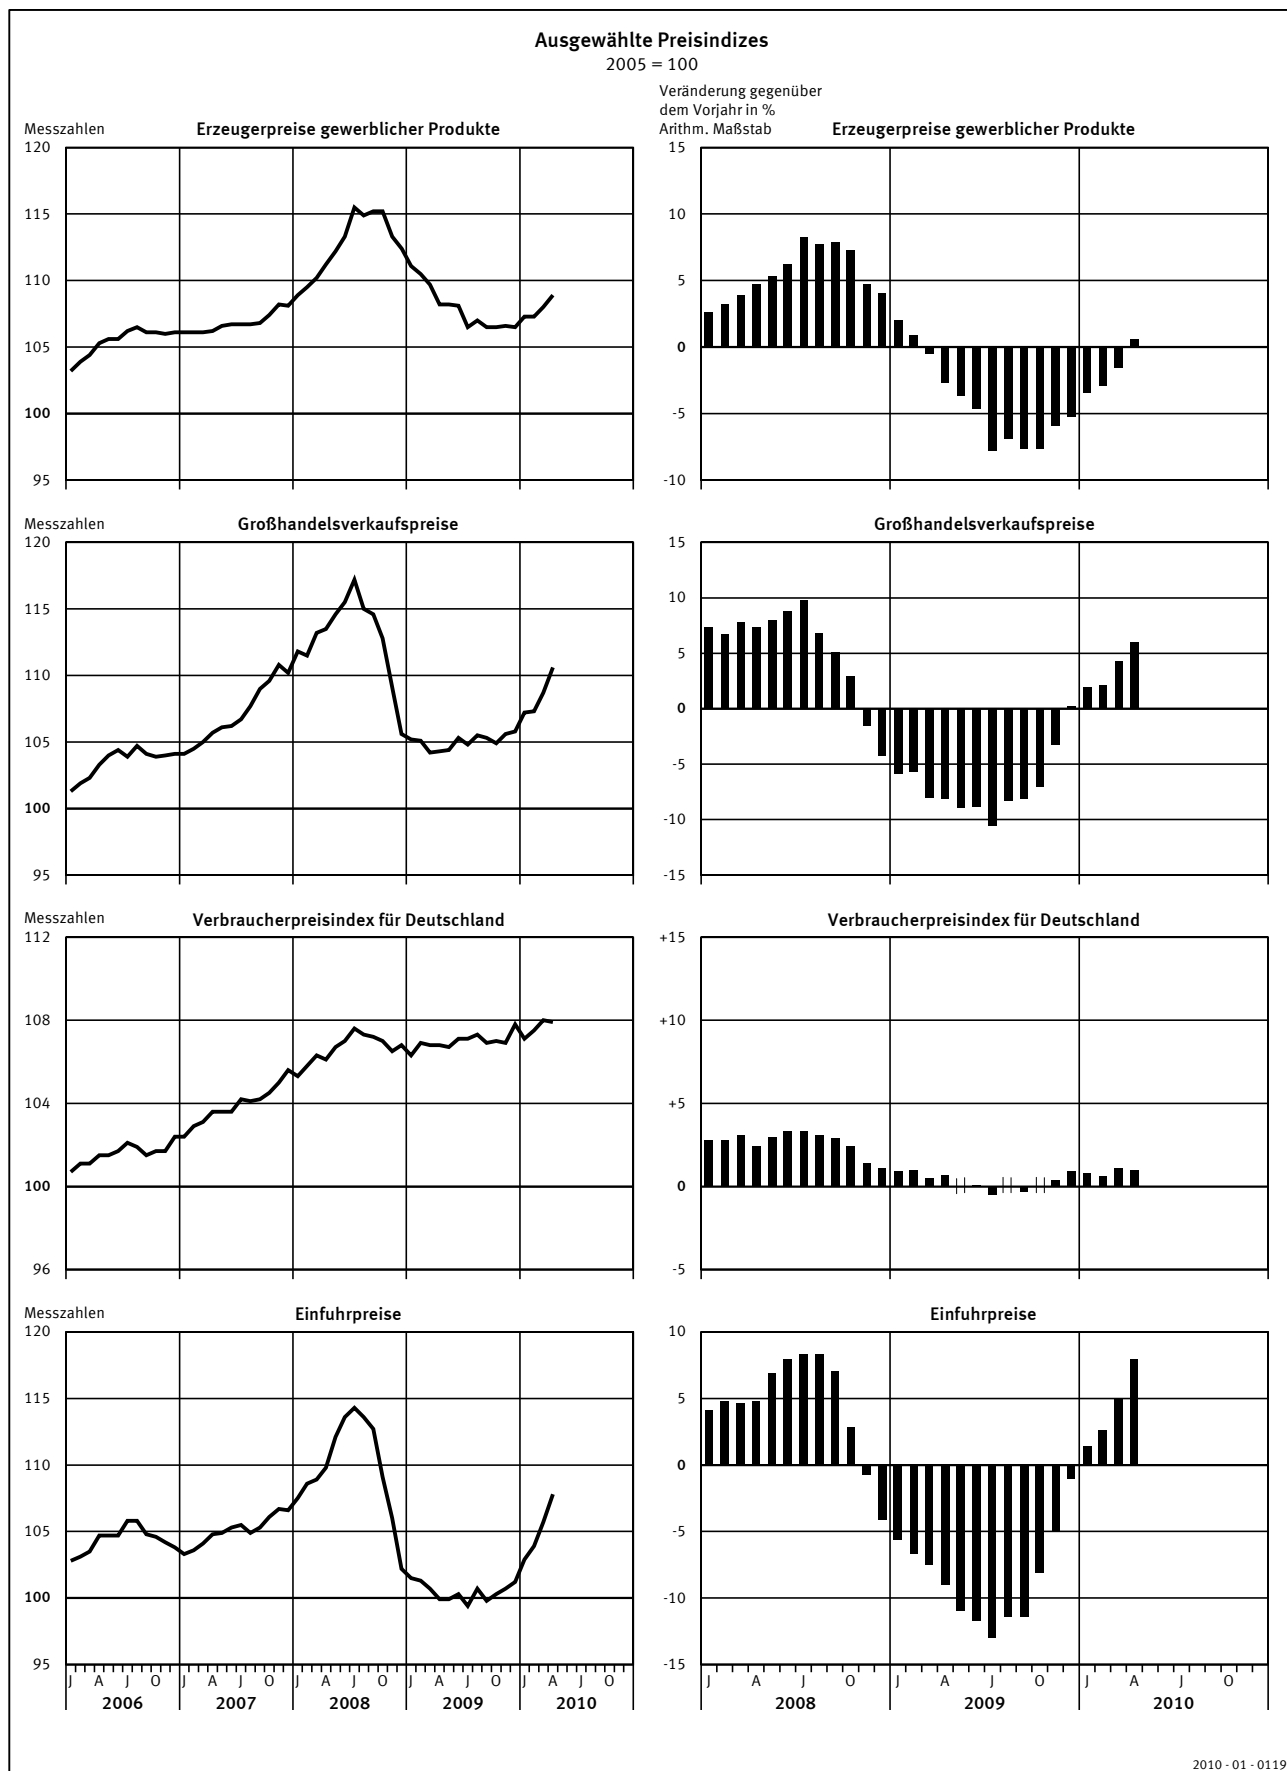 Ausgewählte Preisindizes
2005 = 100
Messzahlen
Erzeugerpreise gewerblicher Produkte
120
115
110
105
100
95
Veränderung gegenüber
dem Vorjahr in %
Arithm. Maßstab
Erzeugerpreise gewerblicher Produkte
15
10
5
0
-5
-10
Messzahlen
Großhandelsverkaufspreise
120
115
110
105
100
95
Großhandelsverkaufspreise
15
10
5
0
-5
-10
-15
Messzahlen
Verbraucherpreisindex für Deutschland
112
108
104
100
96
Verbraucherpreisindex für Deutschland
+15
+10
+5
0
-5
Messzahlen
Einfuhrpreise
120
115
110
105
100
95
J A J O J A J O J A J O J A J O J A J O
2006 2007 2008 2009 2010
Einfuhrpreise
10
5
0
-5
-10
-15
J A J O J A J O J A J O
2008 2009 2010
2010 - 01 - 0119